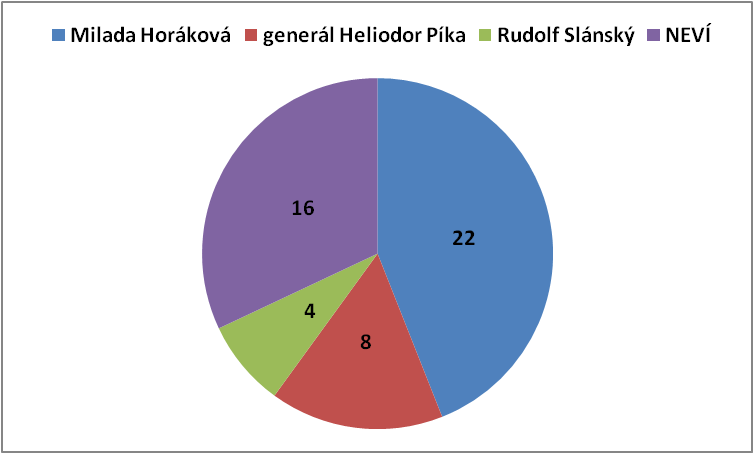 Milada Horáková generál Heliodor Píka Rudolf Slánský NEVÍ
16
22
4
8